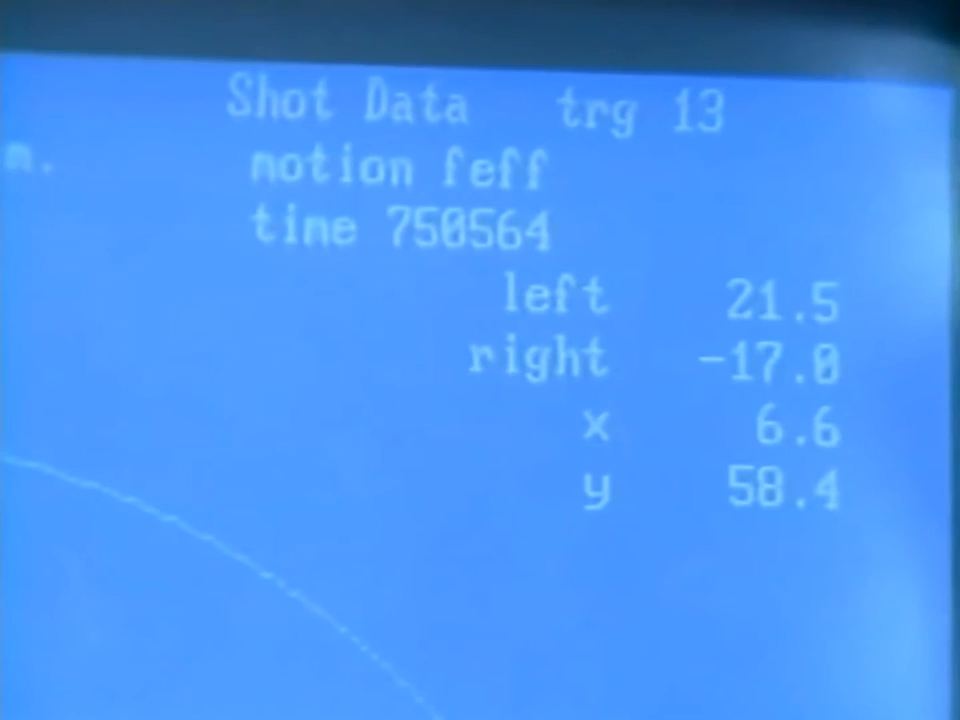 Shot Data trg 13
m. motion feff
time 750564
left 21.5
right -17.0
x 6.6
y 58.4